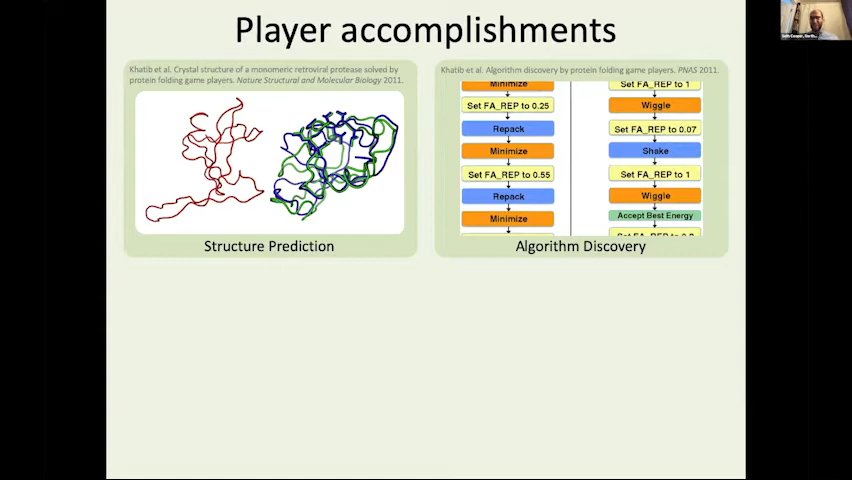 Player accomplishments
Khatib et al. Crystal structure of a monomeric retroviral protease solved by
protein folding game players. Nature Structural and Molecular Biology 2011.
Structure Prediction
Khatib et al. Algorithm discovery by protein folding game players. PNAS 2011.
Minimize
Set FA_REP to 0.25
Repack
Minimize
Set FA_REP to 0.55
Repack
Minimize
Set FA_REP to 1
Wiggle
Set FA_REP to 0.07
Shake
Set FA_REP to 1
Wiggle
Accept Best Energy
Algorithm Discovery